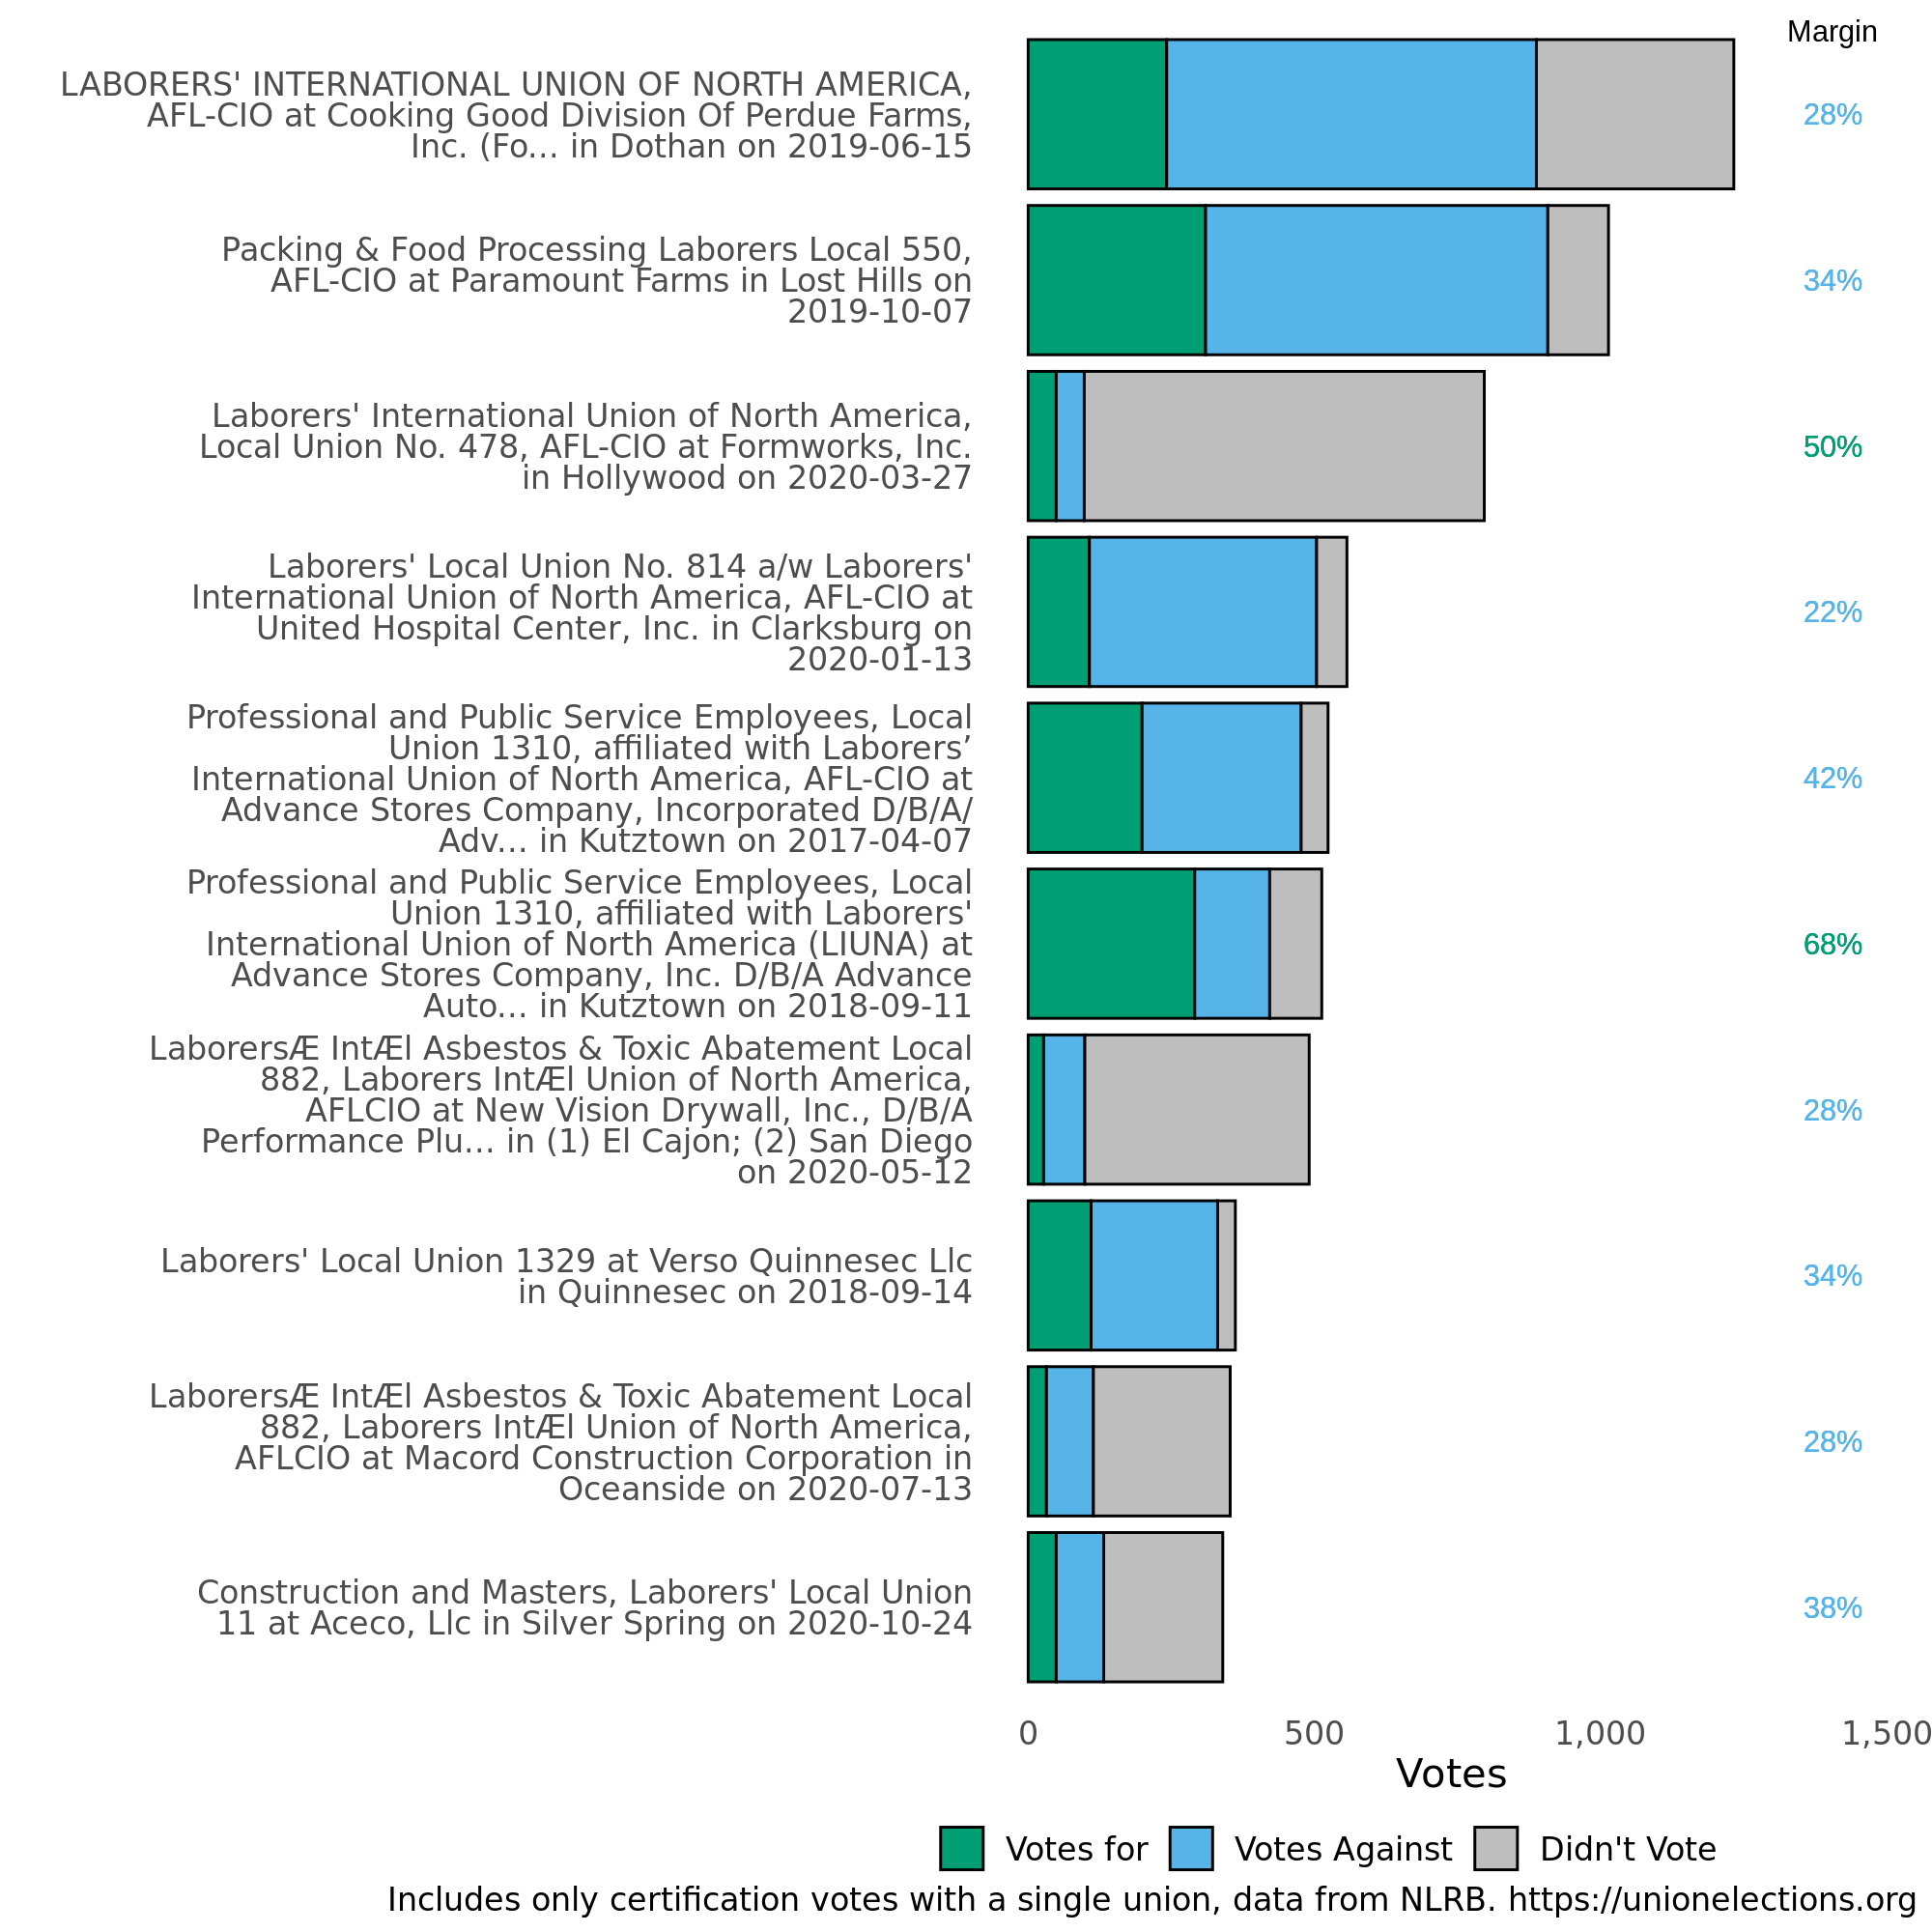 Margin
LABORERS' INTERNATIONAL UNION OF NORTH AMERICA,
AFL-CIO at Cooking Good Division Of Perdue Farms,
Inc. (Fo... in Dothan on 2019-06-15
28%
Packing & Food Processing Laborers Local 550,
AFL-CIO at Paramount Farms in Lost Hills on
2019-10-07
34%
Laborers' International Union of North America,
Local Union No. 478, AFL-CIO at Formworks, Inc.
in Hollywood on 2020-03-27
50%
Laborers' Local Union No. 814 a/w Laborers'
International Union of North America, AFL-CIO at
United Hospital Center, Inc. in Clarksburg on
2020-01-13
22%
Professional and Public Service Employees, Local
Union 1310, affiliated with Laborers’
International Union of North America, AFL-CIO at
Advance Stores Company, Incorporated D/B/A/
Adv... in Kutztown on 2017-04-07
42%
Professional and Public Service Employees, Local
Union 1310, affiliated with Laborers'
International Union of North America (LIUNA) at
Advance Stores Company, Inc. D/B/A Advance
Auto... in Kutztown on 2018-09-11
68%
LaborersÆ IntÆl Asbestos & Toxic Abatement Local
882, Laborers IntÆl Union of North America,
AFLCIO at New Vision Drywall, Inc., D/B/A
Performance Plu... in (1) El Cajon; (2) San Diego
on 2020-05-12
28%
Laborers' Local Union 1329 at Verso Quinnesec Llc
in Quinnesec on 2018-09-14
34%
LaborersÆ IntÆl Asbestos & Toxic Abatement Local
882, Laborers IntÆl Union of North America,
AFLCIO at Macord Construction Corporation in
Oceanside on 2020-07-13
28%
Construction and Masters, Laborers' Local Union
11 at Aceco, Llc in Silver Spring on 2020-10-24
38%
0 500 1,000 1,500
Votes
Votes for Votes Against Didn't Vote
Includes only certification votes with a single union, data from NLRB. https://unionelections.org